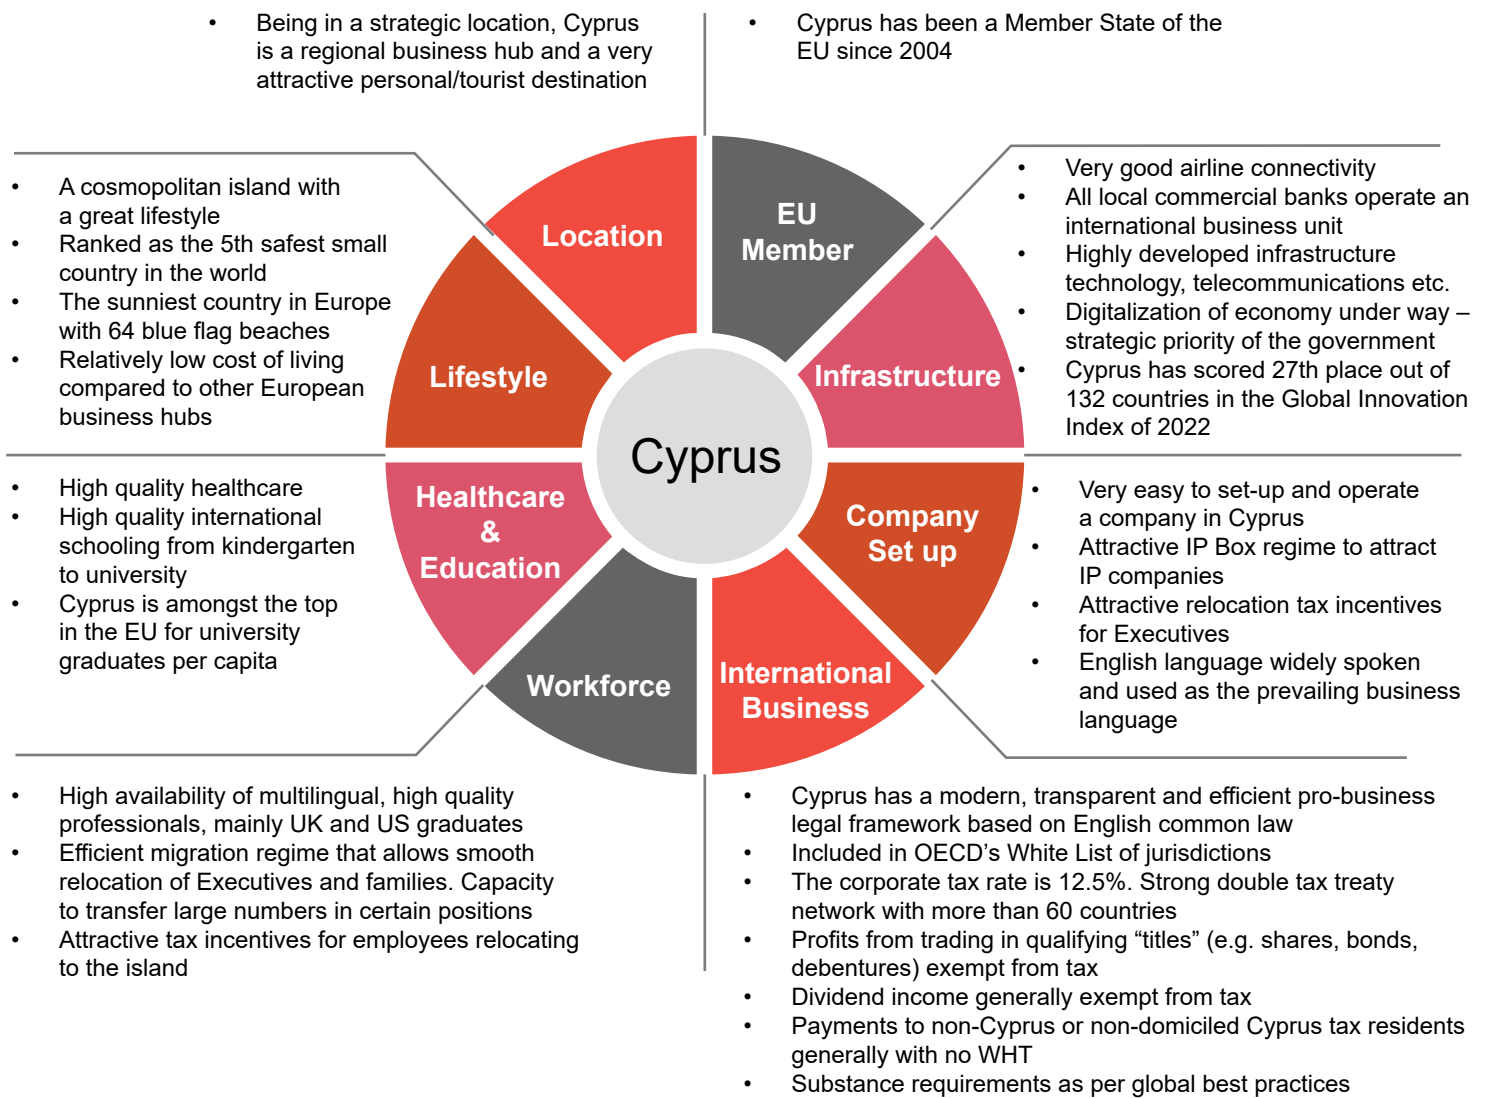 • Being in a strategic location, Cyprus
is a regional business hub and a very
attractive personal/tourist destination
• Cyprus has been a Member State of the
EU since 2004
• A cosmopolitan island with
a great lifestyle
• Ranked as the 5th safest small
country in the world
• The sunniest country in Europe
with 64 blue flag beaches
• Relatively low cost of living
compared to other European
business hubs
Location
EU
Member
• Very good airline connectivity
• All local commercial banks operate an
international business unit
• Highly developed infrastructure
technology, telecommunications etc.
• Digitalization of economy under way –
strategic priority of the government
• Cyprus has scored 27th place out of
132 countries in the Global Innovation
Index of 2022
Lifestyle
Infrastructure
Cyprus
• High quality healthcare
• High quality international
schooling from kindergarten
to university
• Cyprus is amongst the top
in the EU for university
graduates per capita
Healthcare
&
Education
Company
Set up
• Very easy to set-up and operate
a company in Cyprus
• Attractive IP Box regime to attract
IP companies
• Attractive relocation tax incentives
for Executives
• English language widely spoken
and used as the prevailing business
language
Workforce
International
Business
• High availability of multilingual, high quality
professionals, mainly UK and US graduates
• Efficient migration regime that allows smooth
relocation of Executives and families. Capacity
to transfer large numbers in certain positions
• Attractive tax incentives for employees relocating
to the island
• Cyprus has a modern, transparent and efficient pro-business
legal framework based on English common law
• Included in OECD’s White List of jurisdictions
• The corporate tax rate is 12.5%. Strong double tax treaty
network with more than 60 countries
• Profits from trading in qualifying “titles” (e.g. shares, bonds,
debentures) exempt from tax
• Dividend income generally exempt from tax
• Payments to non-Cyprus or non-domiciled Cyprus tax residents
generally with no WHT
• Substance requirements as per global best practices